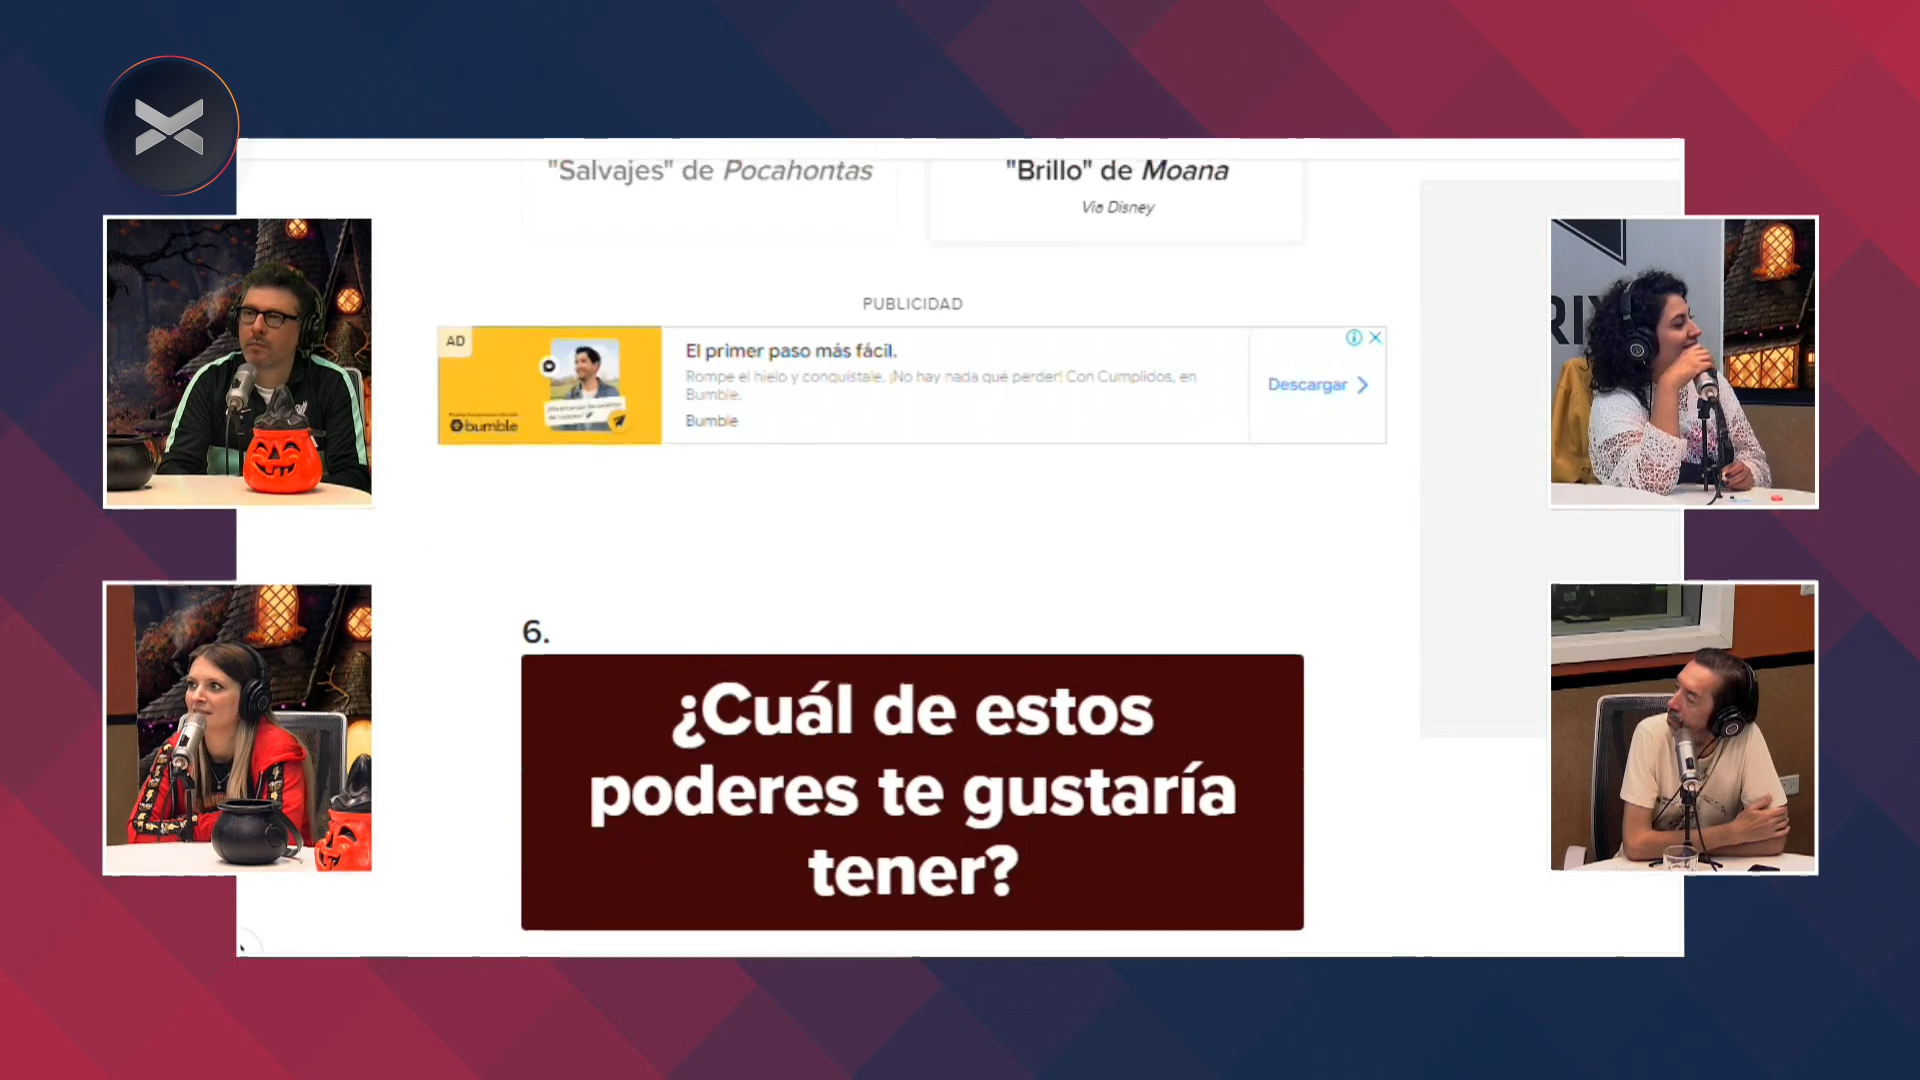 "Salvajes" de Pocahontas
"Brillo" de Moana
Via Disney
PUBLICIDAD
AD
bumble
El primer paso más fácil.
Rompe el hielo y conquístale. ¡No hay nada que perder! Con Cumplidos, en
Bumble.
Bumble
Descargar
RIX
6.
¿Cuál de estos
poderes te gustaría
tener?